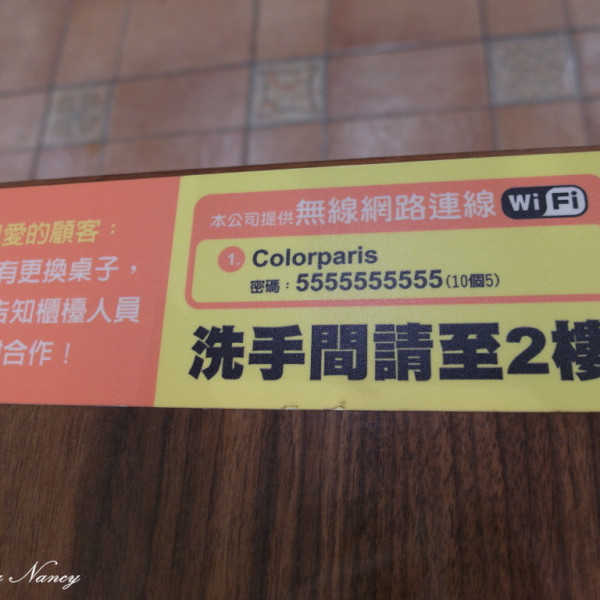 愛的顧客：
有更換桌子，
告知櫃檯人員
合作！
本公司提供無線網路連線 WiFi
1. Colorparis
密碼：5555555555(10個5)
洗手間請至2樓
Nancy